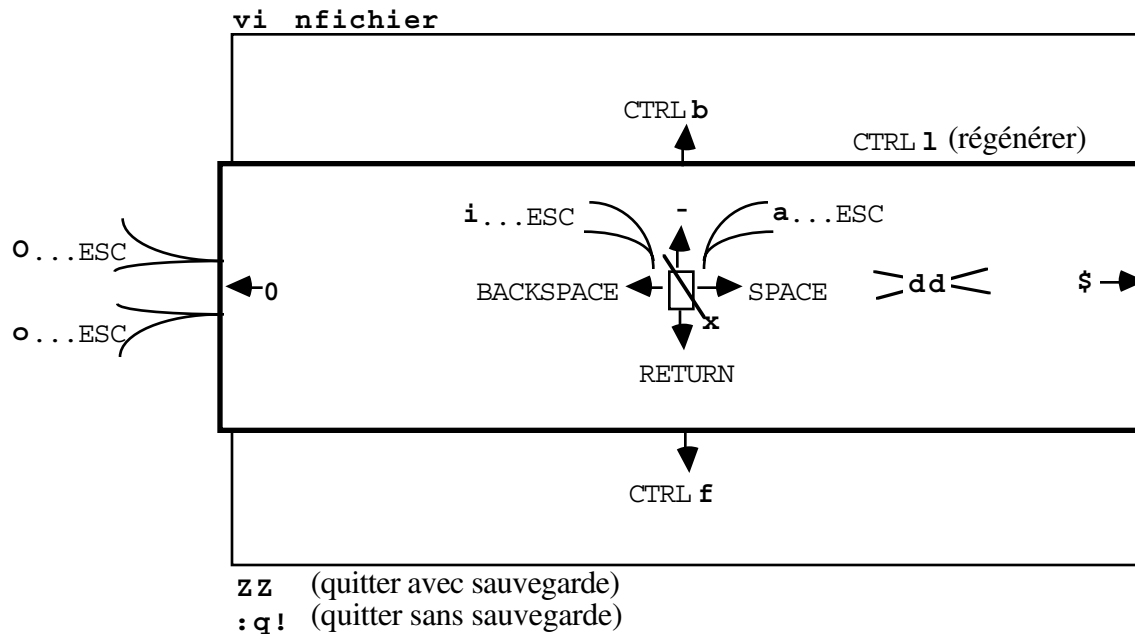 vi nfichier
CTRL b
CTRL l (régénérer)
i...ESC - a...ESC
O...ESC
0 BACKSPACE SPACE dd $
x
o...ESC
RETURN
CTRL f
ZZ (quitter avec sauvegarde)
:q! (quitter sans sauvegarde)